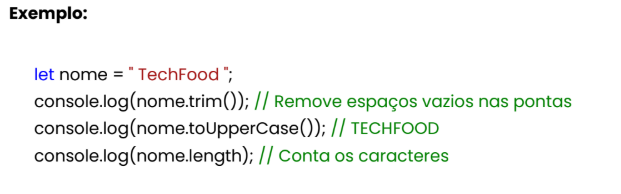 Exemplo:
let nome = " TechFood ";
console.log(nome.trim()); // Remove espaços vazios nas pontas
console.log(nome.toUpperCase()); // TECHFOOD
console.log(nome.length); // Conta os caracteres